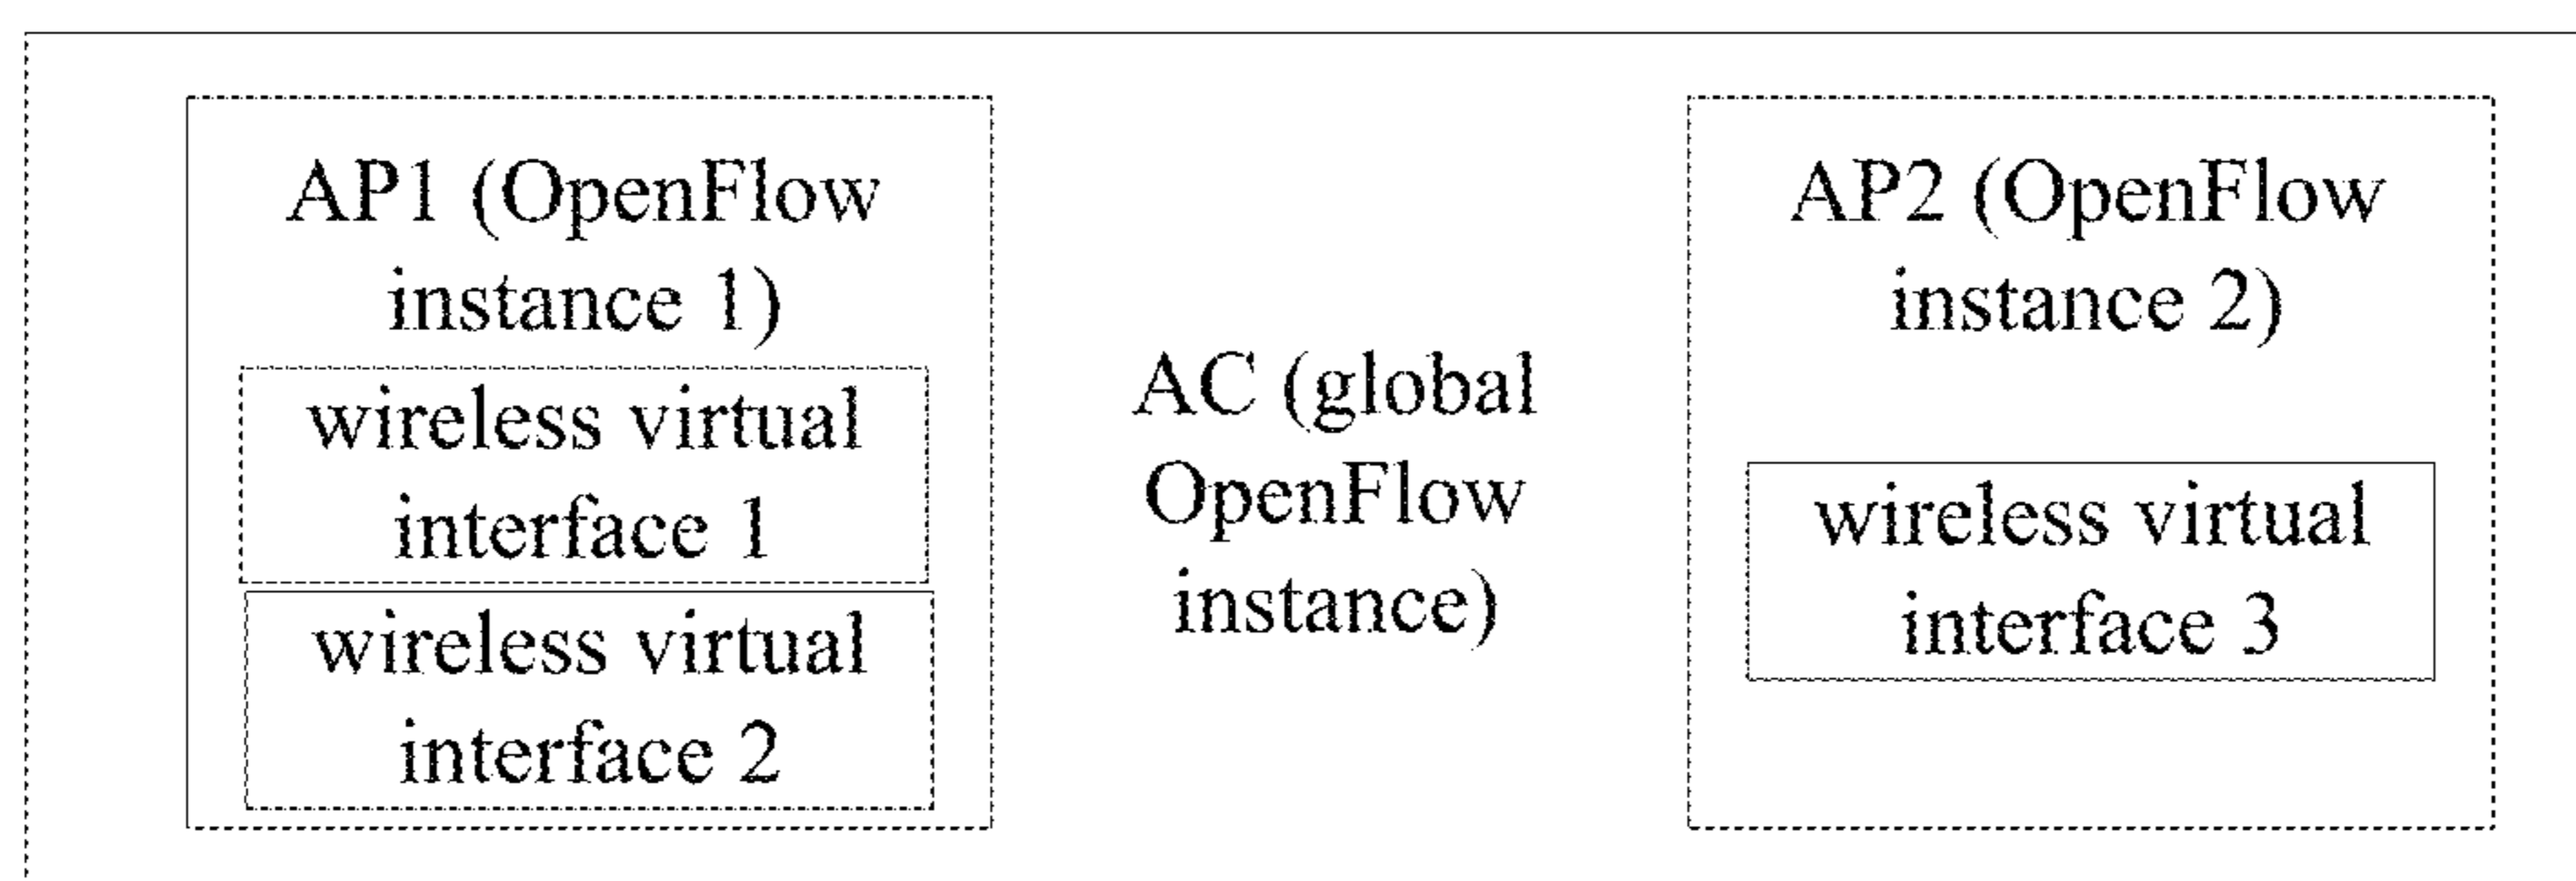 AP1 (OpenFlow
instance 1)
wireless virtual
interface 1
wireless virtual
interface 2
AC (global
OpenFlow
instance)
AP2 (OpenFlow
instance 2)
wireless virtual
interface 3